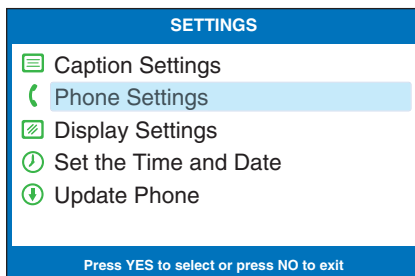 SETTINGS
Caption Settings
Phone Settings
Display Settings
Set the Time and Date
Update Phone
Press YES to select or press NO to exit